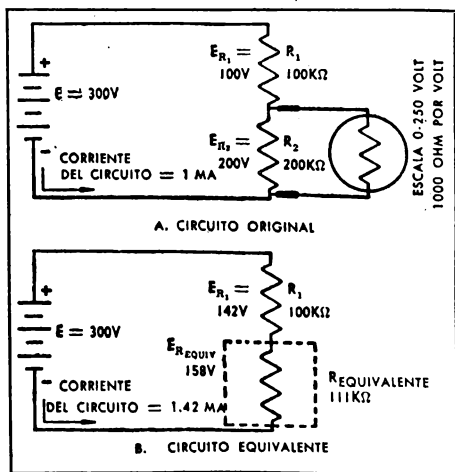 E_R1 =
100V
R1
100KΩ
+
E = 300V
E_R2 =
200V
R2
200KΩ
ESCALA 0-250 VOLT
1000 OHM POR VOLT
- CORRIENTE
DEL CIRCUITO = 1 MA
A. CIRCUITO ORIGINAL
+
E_R1 =
142V
R1
100KΩ
E = 300V
E_R EQUIV
158V
R EQUIVALENTE
111KΩ
- CORRIENTE
DEL CIRCUITO = 1.42 MA
B. CIRCUITO EQUIVALENTE